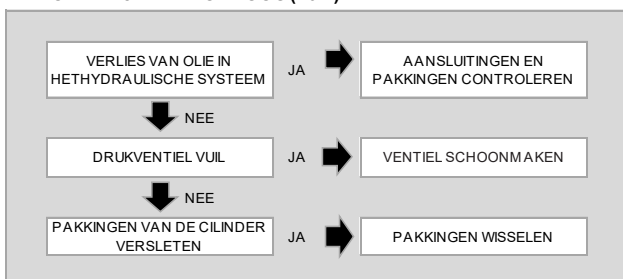 VERLIES VAN OLIE IN
HETHYDRAULISCHE SYSTEEM
JA
AANSLUITINGEN EN
PAKKINGEN CONTROLEREN
NEE
DRUKVENTIEL VUIL
JA
VENTIEL SCHOONMAKEN
NEE
PAKKINGEN VAN DE CILINDER
VERSLETEN
JA
PAKKINGEN WISSELEN